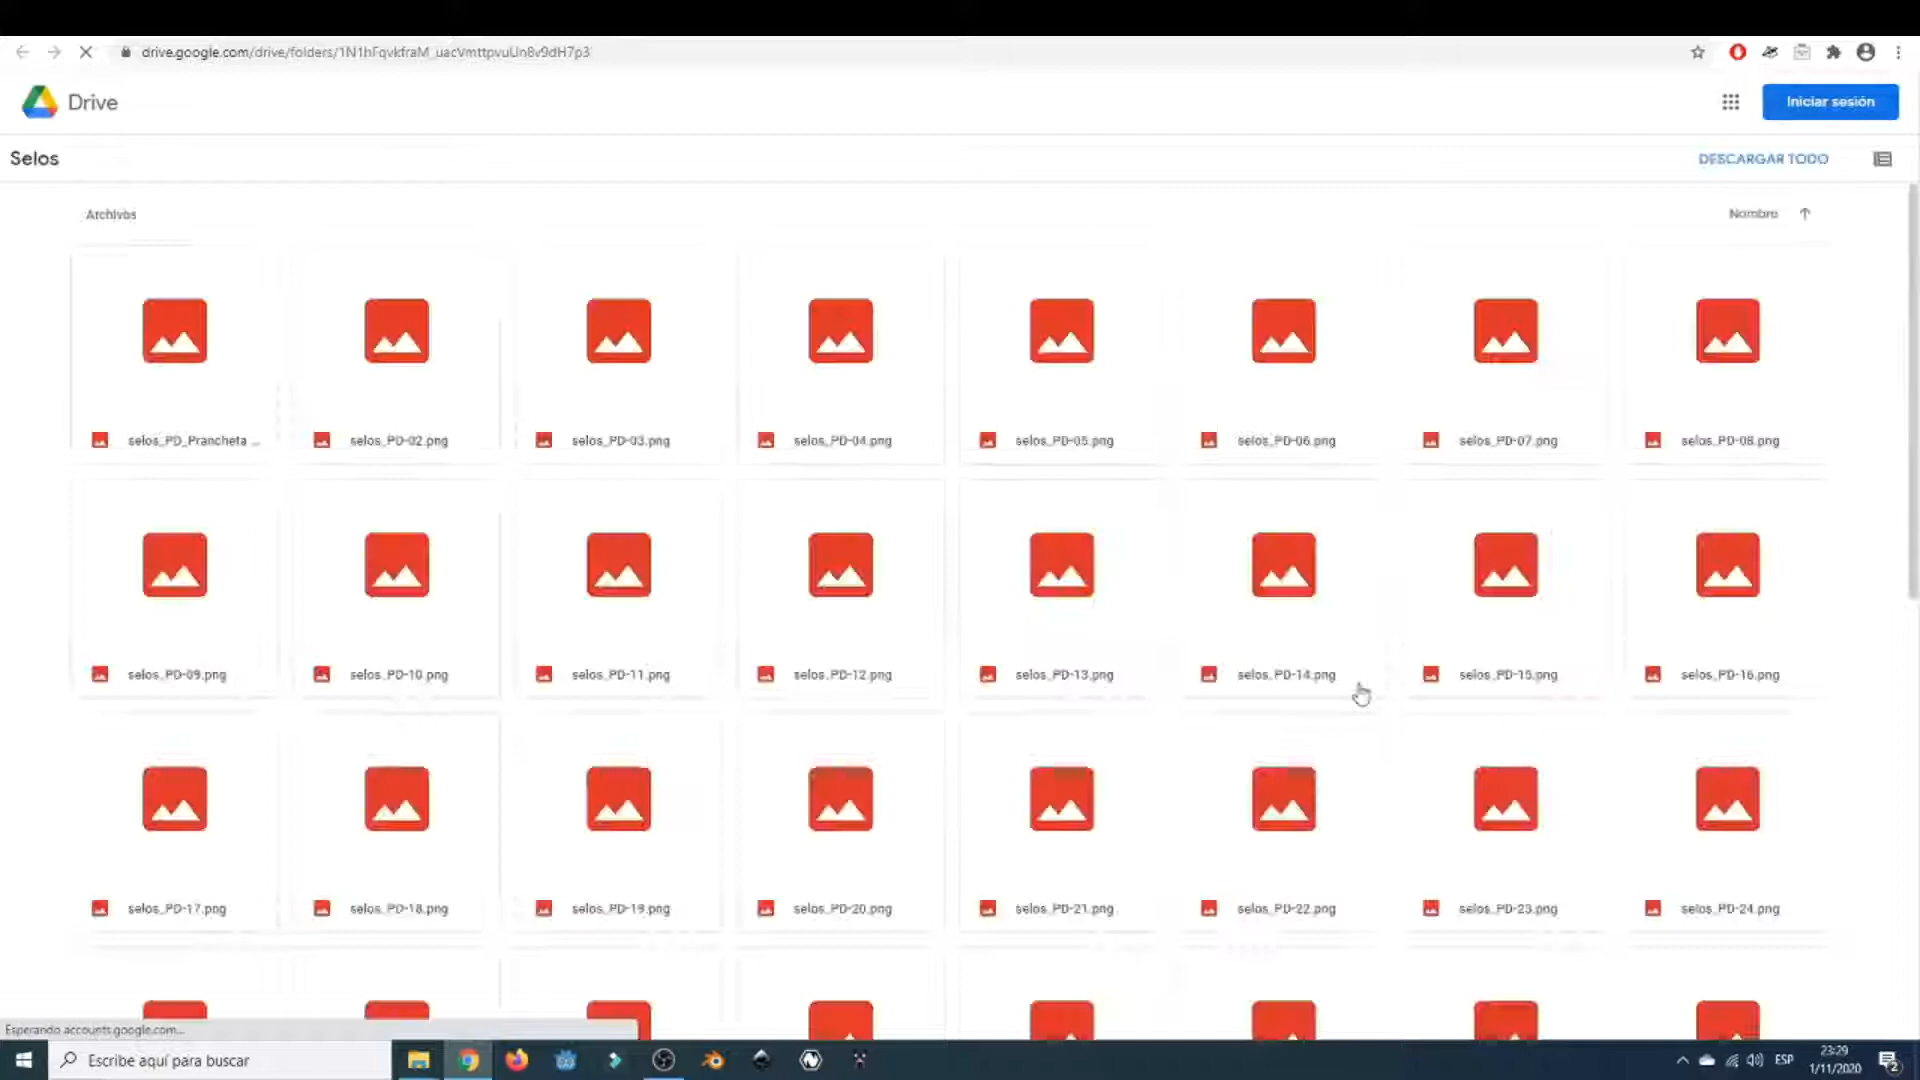 drive.google.com/drive/folders/1N1hFqvkfraM_uacVmttpvuUn8v9dH7p3
Drive
Iniciar sesión
Selos
DESCARGAR TODO
Archivos
Nombre
selos_PD_Prancheta ...
selos_PD-02.png
selos_PD-03.png
selos_PD-04.png
selos_PD-05.png
selos_PD-06.png
selos_PD-07.png
selos_PD-08.png
selos_PD-09.png
selos_PD-10.png
selos_PD-11.png
selos_PD-12.png
selos_PD-13.png
selos_PD-14.png
selos_PD-15.png
selos_PD-16.png
selos_PD-17.png
selos_PD-18.png
selos_PD-19.png
selos_PD-20.png
selos_PD-21.png
selos_PD-22.png
selos_PD-23.png
selos_PD-24.png
Esperando accounts.google.com...
Escribe aquí para buscar
ESP
23:29
1/11/2020
2